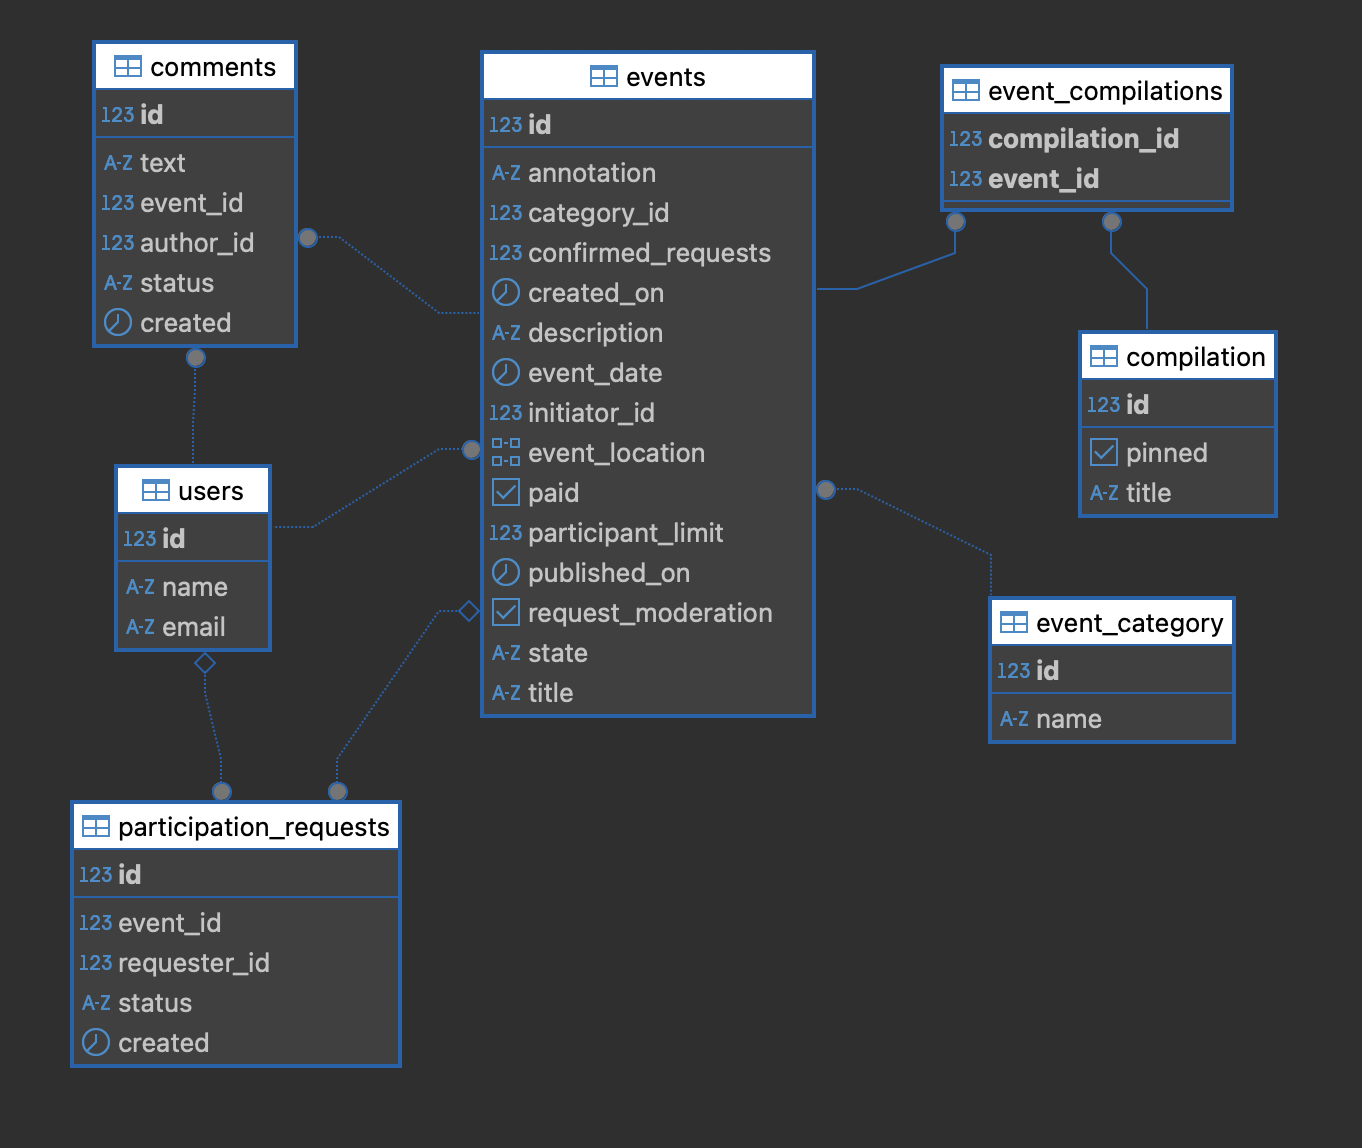 comments
123 id
A-Z text
123 event_id
123 author_id
A-Z status
created
events
123 id
A-Z annotation
123 category_id
123 confirmed_requests
created_on
A-Z description
event_date
123 initiator_id
event_location
paid
123 participant_limit
published_on
request_moderation
A-Z state
A-Z title
event_compilations
123 compilation_id
123 event_id
compilation
123 id
pinned
A-Z title
users
123 id
A-Z name
A-Z email
event_category
123 id
A-Z name
participation_requests
123 id
123 event_id
123 requester_id
A-Z status
created